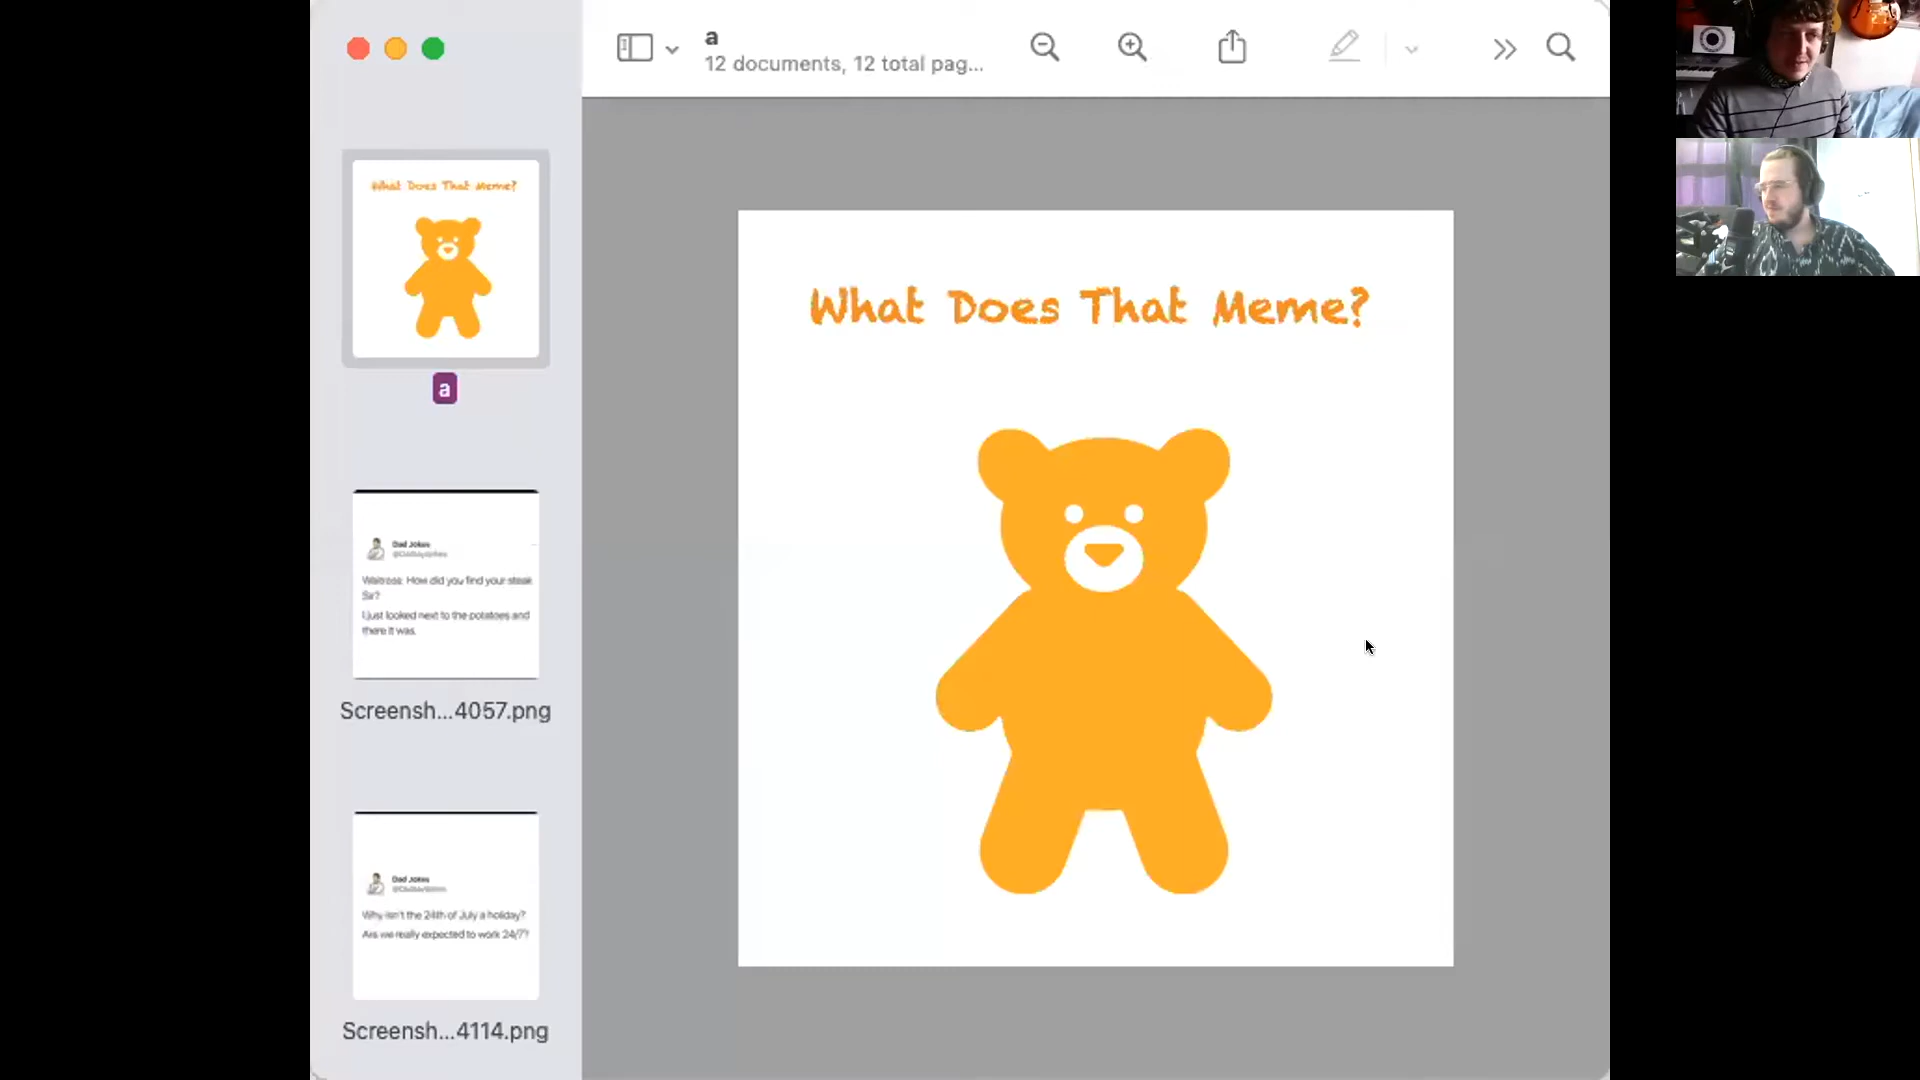 a
12 documents, 12 total pag...
What Does That Meme?
a
Dad Jokes
Waitress: How did you find your steak
Sir?
I just looked next to the potatoes and
there it was.
Screensh...4057.png
Dad Jokes
Why isn't the 24th of July a holiday?
Are we really expected to work 24/7?
Screensh...4114.png
What Does That Meme?